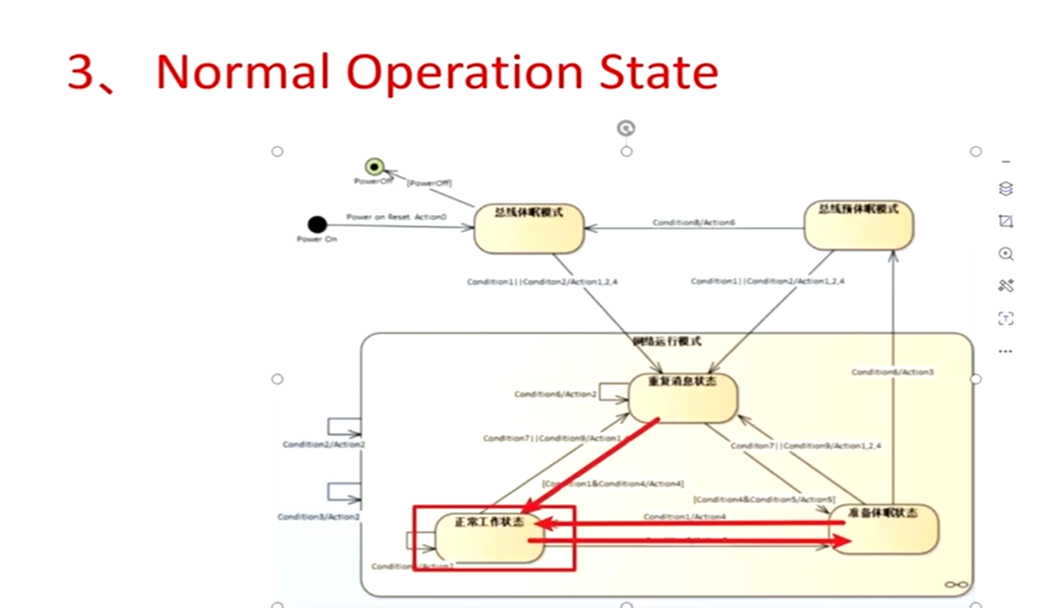 3、 Normal Operation State
PowerOff
[PowerOff]
Power on Reset. Action0
Power On
总线休眠模式
Condition8/Action6
总线预休眠模式
Condition1||Conditon2/Action1,2,4
Condition1||Condition2/Action1,2,4
网络运行模式
Condition6/Action3
重复消息状态
Condition6/Action2
Condition2/Action2
Condition7||Condition9/Action1
Conditon7||Condition9/Action1,2,4
Condition3/Action2
[Condition1&Condition4/Action4]
[Condition4&Condition5/Action5]
正常工作状态
Condition1/Action4
准备休眠状态